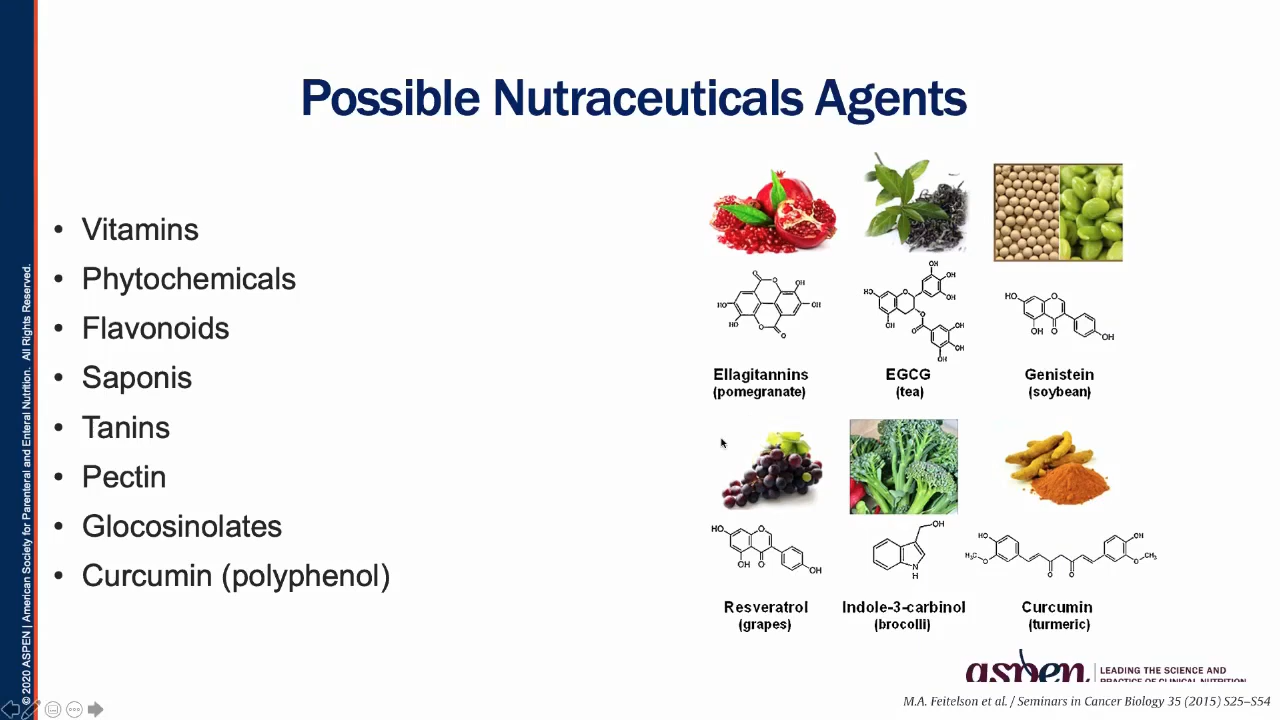 Possible Nutraceuticals Agents
• Vitamins
• Phytochemicals
• Flavonoids
• Saponis
• Tanins
• Pectin
• Glocosinolates
• Curcumin (polyphenol)
Ellagitannins
(pomegranate)
EGCG
(tea)
Genistein
(soybean)
Resveratrol
(grapes)
Indole-3-carbinol
(brocolli)
Curcumin
(turmeric)
aspen
LEADING THE SCIENCE AND
PRACTICE OF CLINICAL NUTRITION
M.A. Feitelson et al. / Seminars in Cancer Biology 35 (2015) S25–S54
© 2020 ASPEN | American Society for Parenteral and Enteral Nutrition. All Rights Reserved.